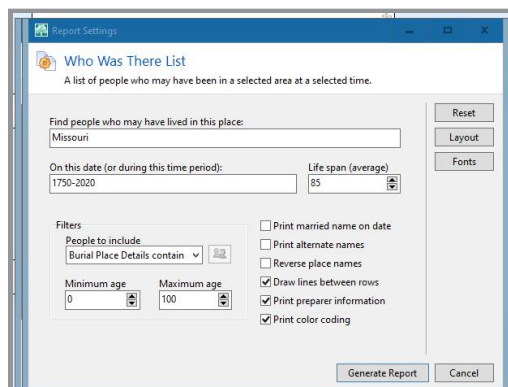 Report Settings
Who Was There List
A list of people who may have been in a selected area at a selected time.
Find people who may have lived in this place:
Missouri
On this date (or during this time period):
1750-2020
Life span (average)
85
Filters
People to include
Burial Place Details contain
Minimum age
0
Maximum age
100
Print married name on date
Print alternate names
Reverse place names
Draw lines between rows
Print preparer information
Print color coding
Reset
Layout
Fonts
Generate Report
Cancel